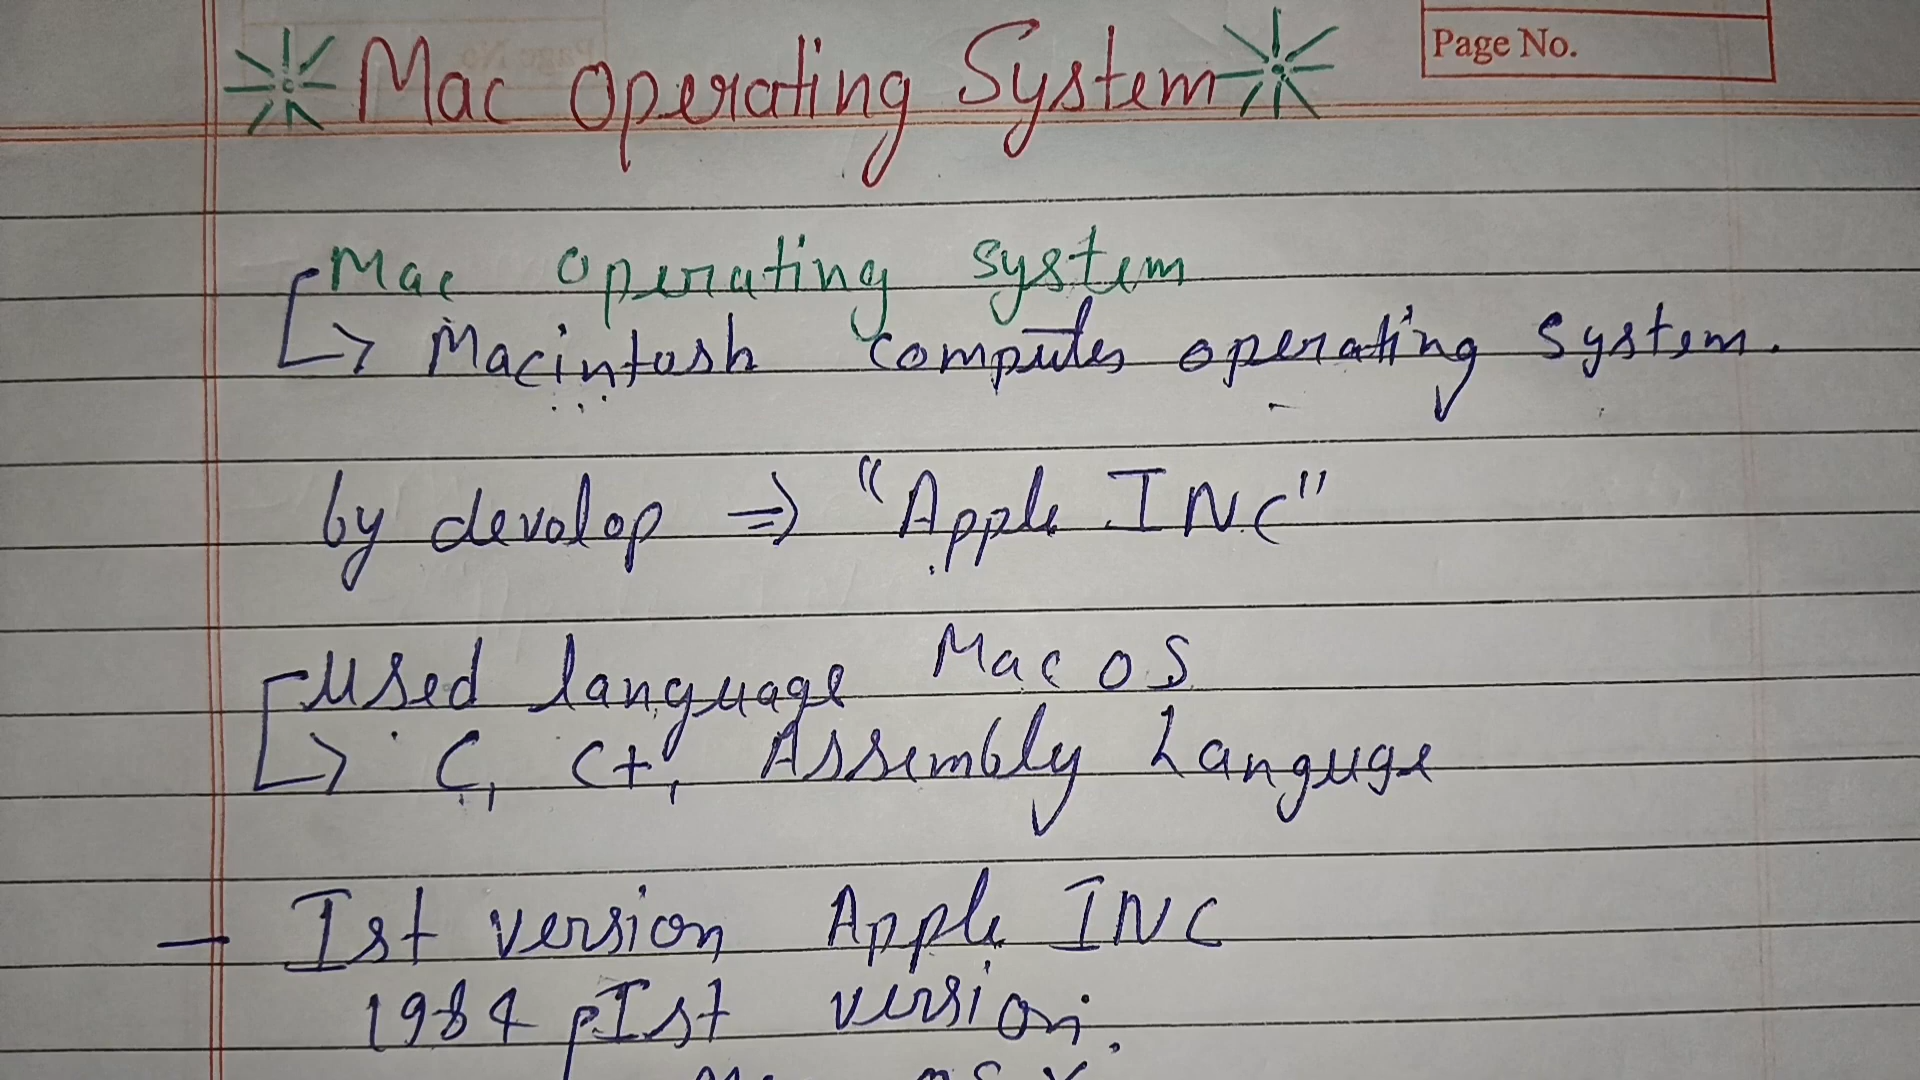 Page No.
Mac Operating System
Mac operating system
Macintosh computer operating system.
by devolop ⇒ "Apple INC"
Used language Mac OS
C, C+, Assembly Languge
- Ist version Apple INC
1984 Ist version.